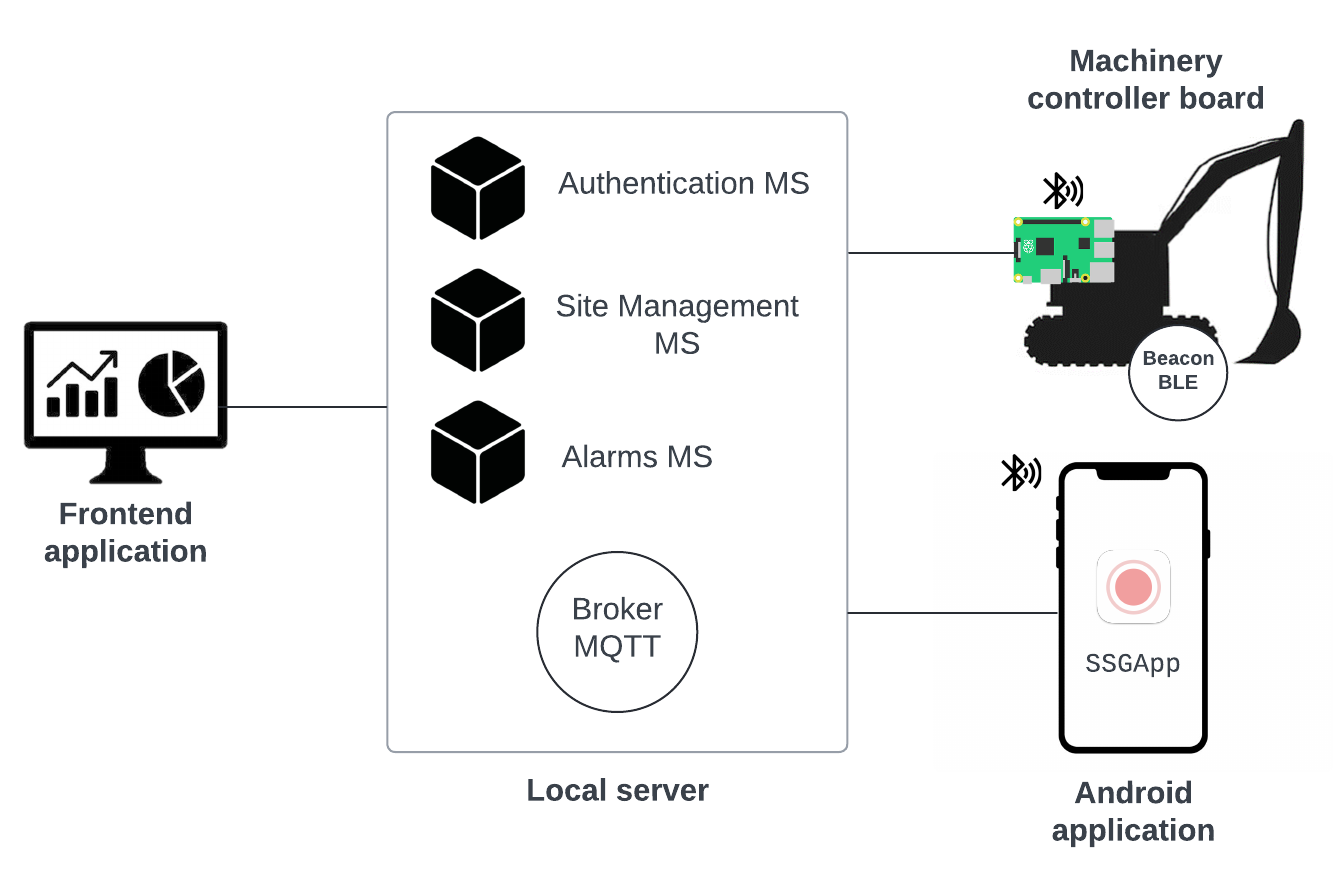 Machinery
controller board
Authentication MS
Site Management
MS
Beacon
BLE
Alarms MS
Frontend
application
Broker
MQTT
SSGApp
Local server
Android
application